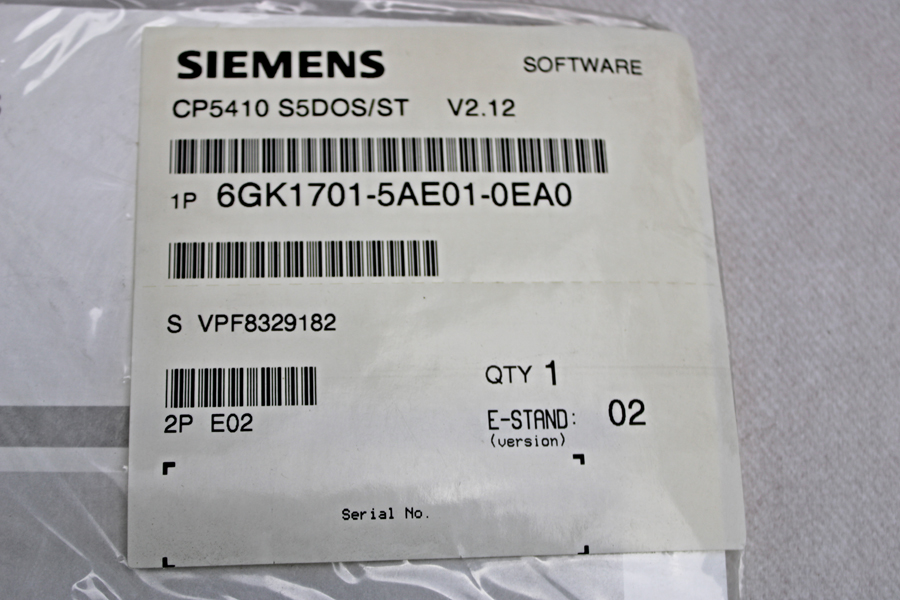 SIEMENS SOFTWARE
CP5410 S5DOS/ST V2.12
1P 6GK1701-5AE01-0EA0
S VPF8329182
QTY 1
2P E02
E-STAND: 02
(version)
Serial No.